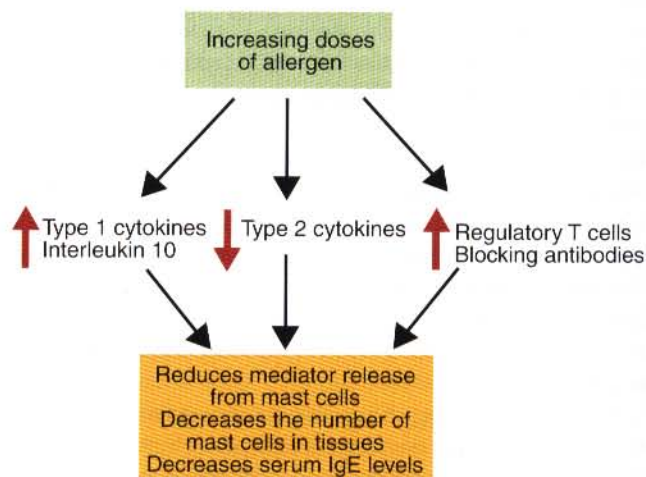 Increasing doses
of allergen
Type 1 cytokines
Interleukin 10
Type 2 cytokines
Regulatory T cells
Blocking antibodies
Reduces mediator release
from mast cells
Decreases the number of
mast cells in tissues
Decreases serum IgE levels